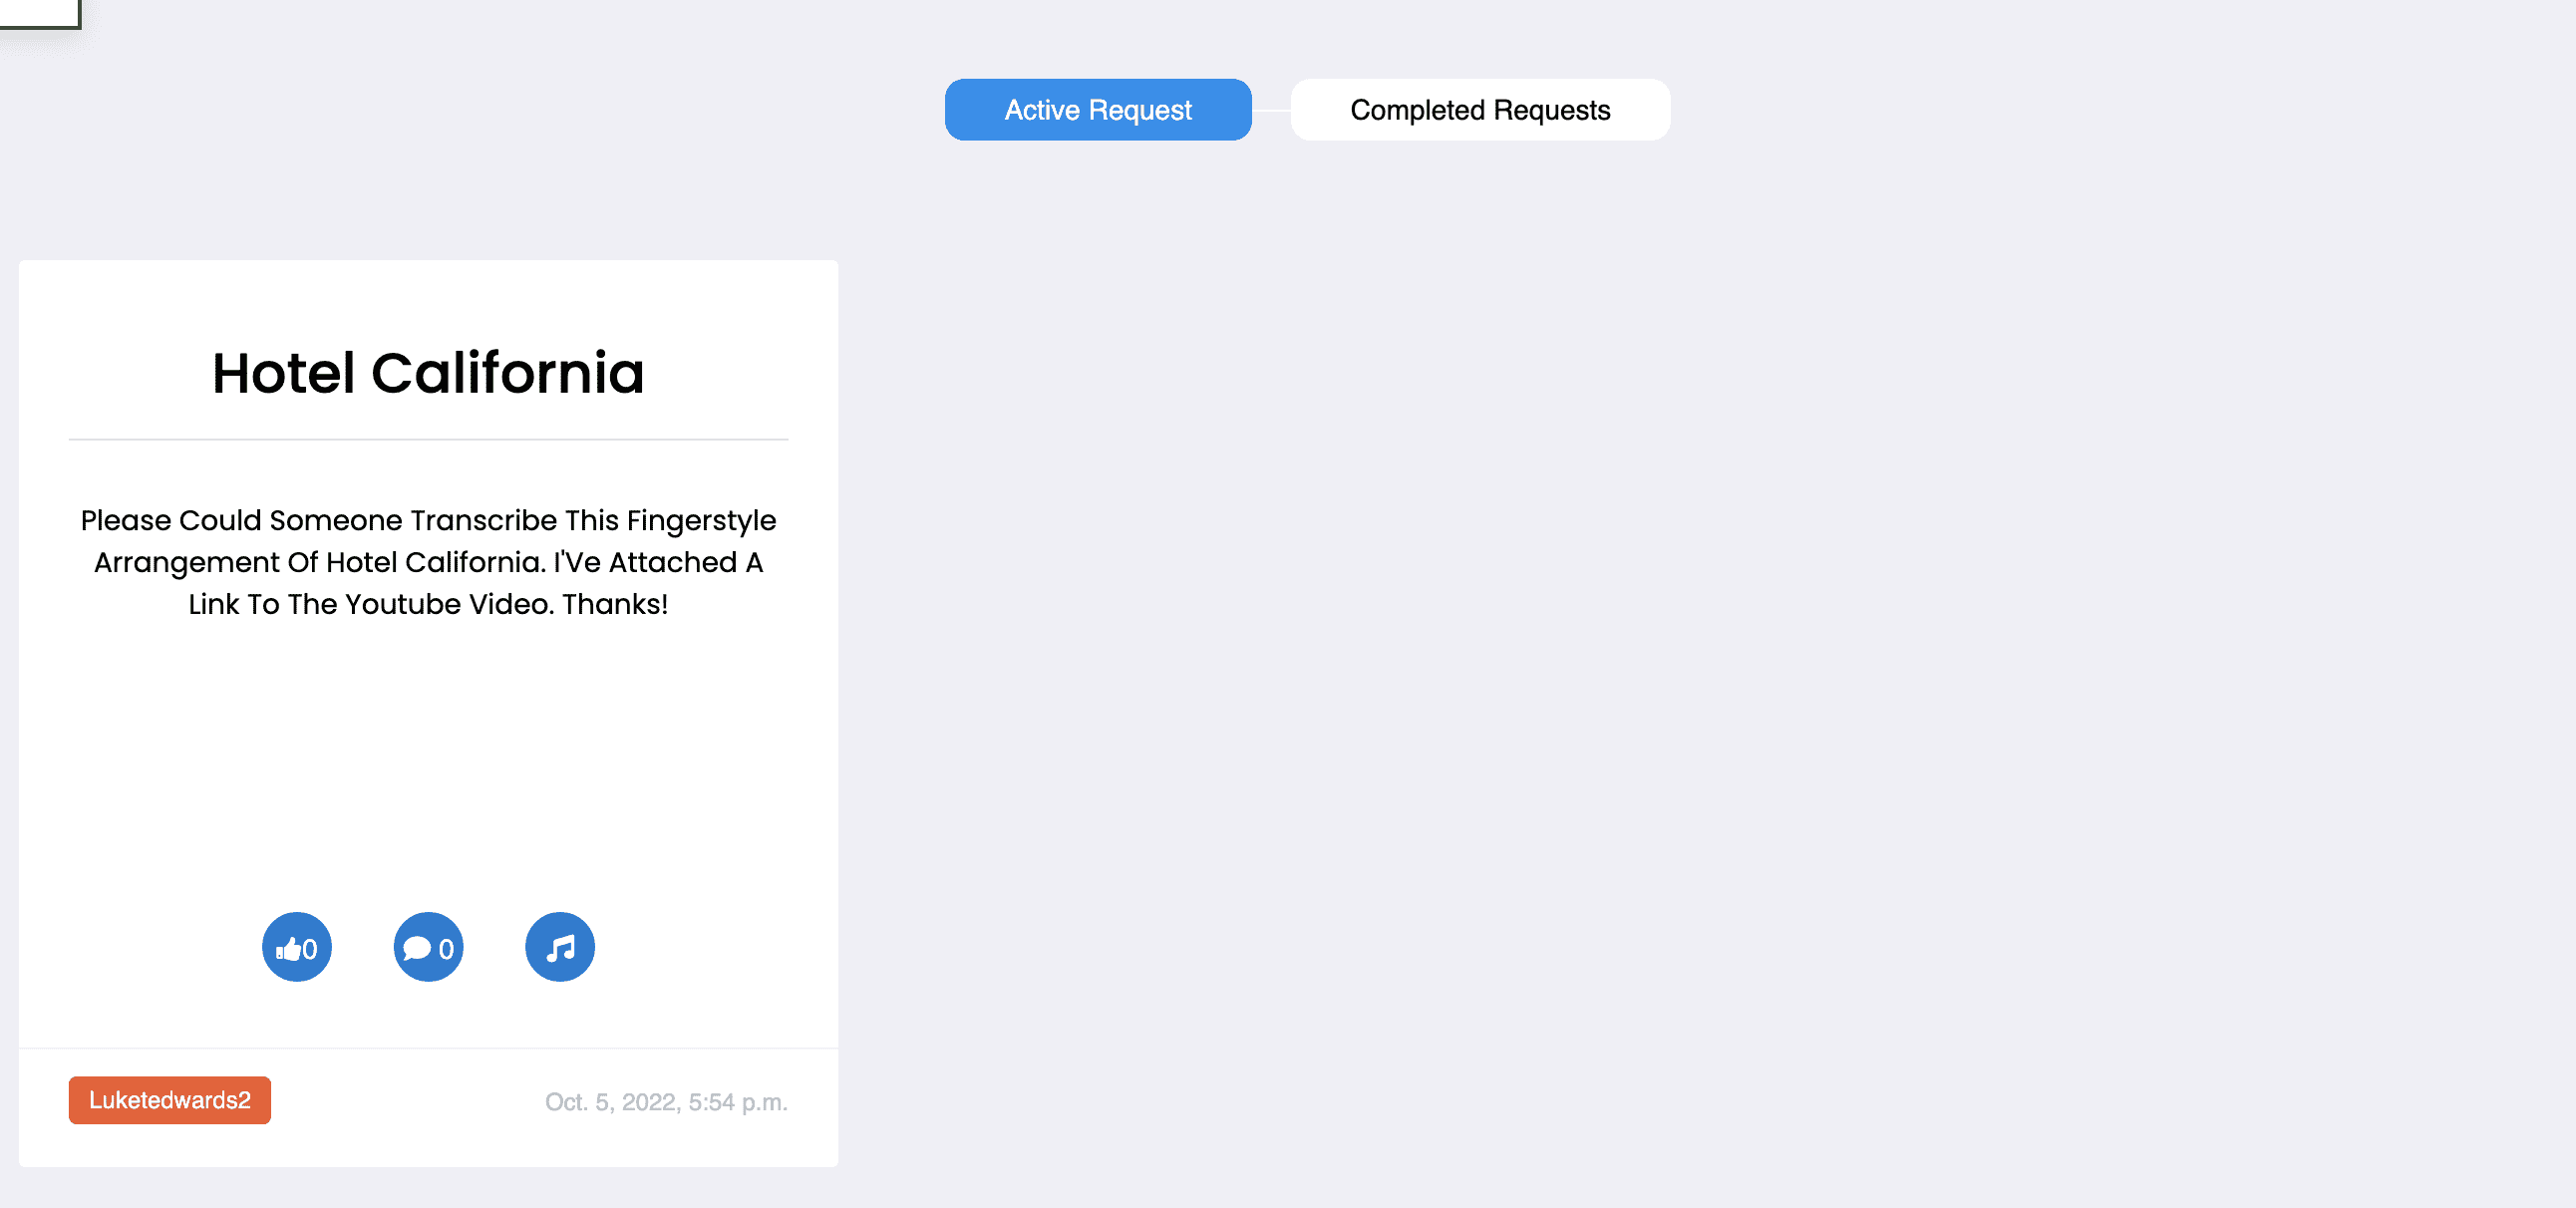 Active Request
Completed Requests
Hotel California
Please Could Someone Transcribe This Fingerstyle
Arrangement Of Hotel California. I'Ve Attached A
Link To The Youtube Video. Thanks!
0
0
Luketedwards2
Oct. 5, 2022, 5:54 p.m.